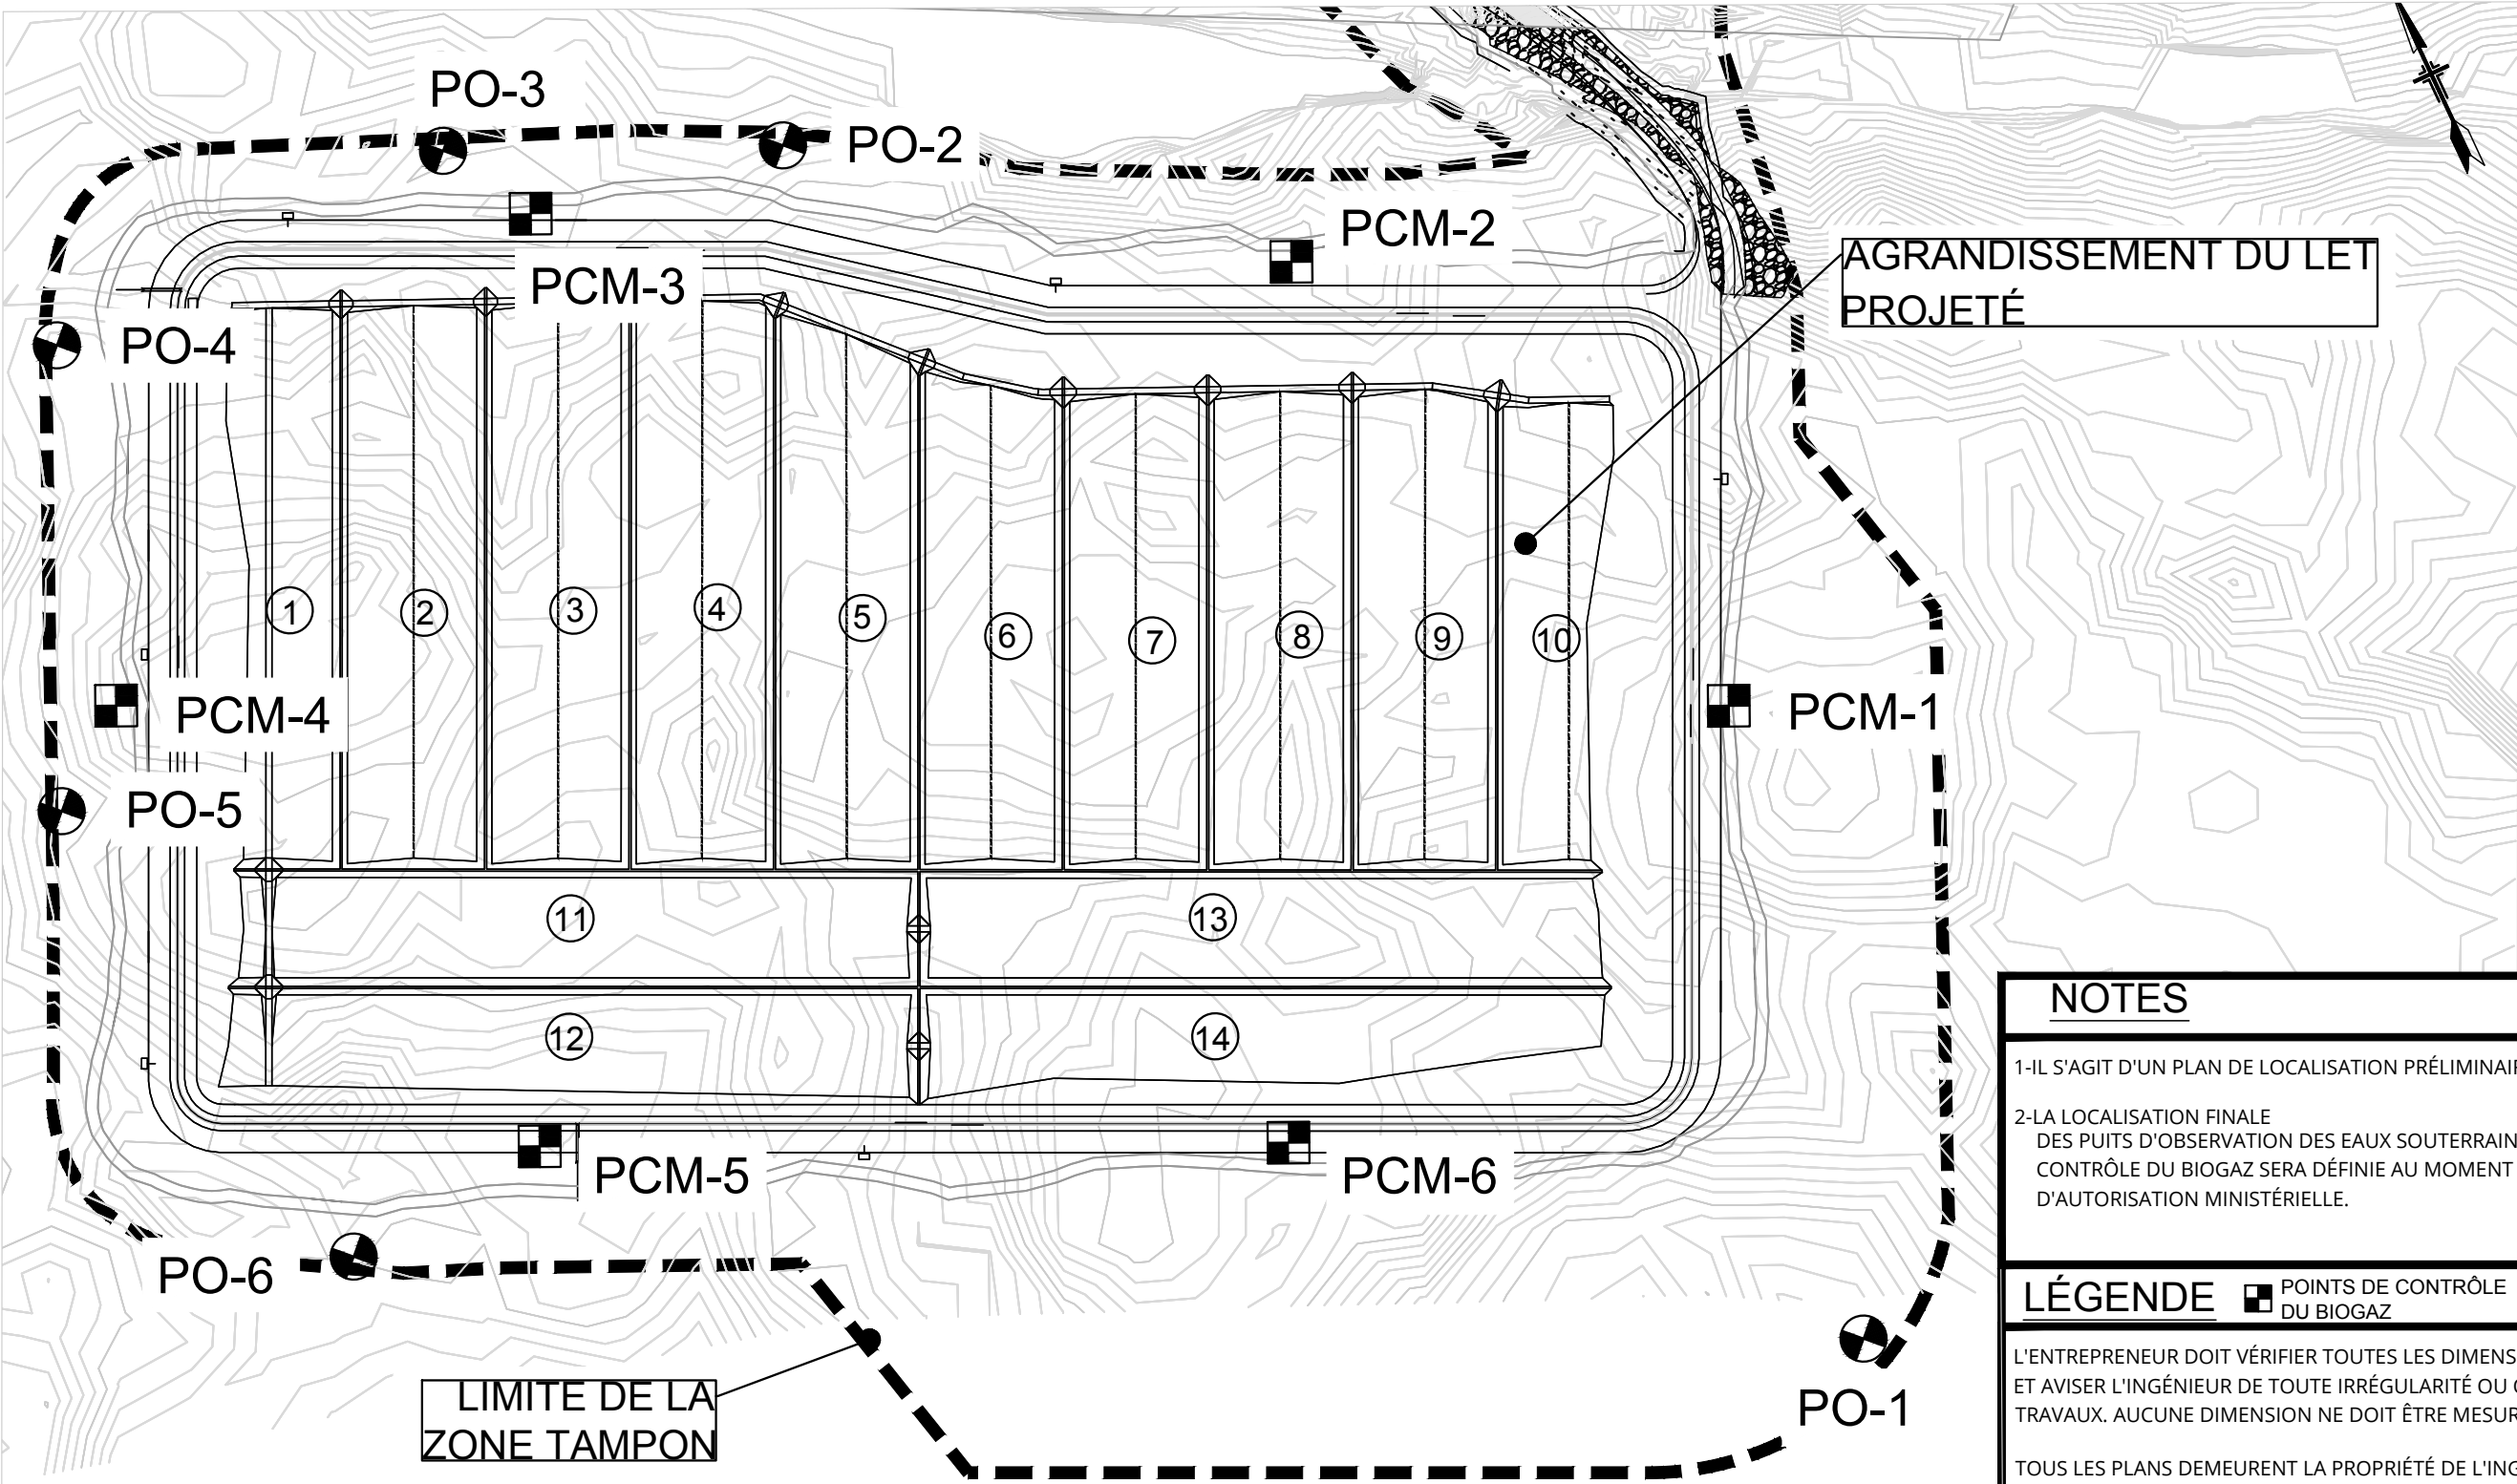 PO-3
PO-2
PCM-2
AGRANDISSEMENT DU LET
PROJETÉ
PCM-3
PO-4
1
2
3
4
5
6
7
8
9
10
PCM-4
PCM-1
PO-5
11
13
12
14
NOTES
1-IL S'AGIT D'UN PLAN DE LOCALISATION PRÉLIMINAIR
2-LA LOCALISATION FINALE
DES PUITS D'OBSERVATION DES EAUX SOUTERRAIN
CONTRÔLE DU BIOGAZ SERA DÉFINIE AU MOMENT
D'AUTORISATION MINISTÉRIELLE.
PCM-5
PCM-6
PO-6
LÉGENDE
POINTS DE CONTRÔLE
DU BIOGAZ
L'ENTREPRENEUR DOIT VÉRIFIER TOUTES LES DIMENS
ET AVISER L'INGÉNIEUR DE TOUTE IRRÉGULARITÉ OU
TRAVAUX. AUCUNE DIMENSION NE DOIT ÊTRE MESUR
TOUS LES PLANS DEMEURENT LA PROPRIÉTÉ DE L'ING
LIMITE DE LA
ZONE TAMPON
PO-1